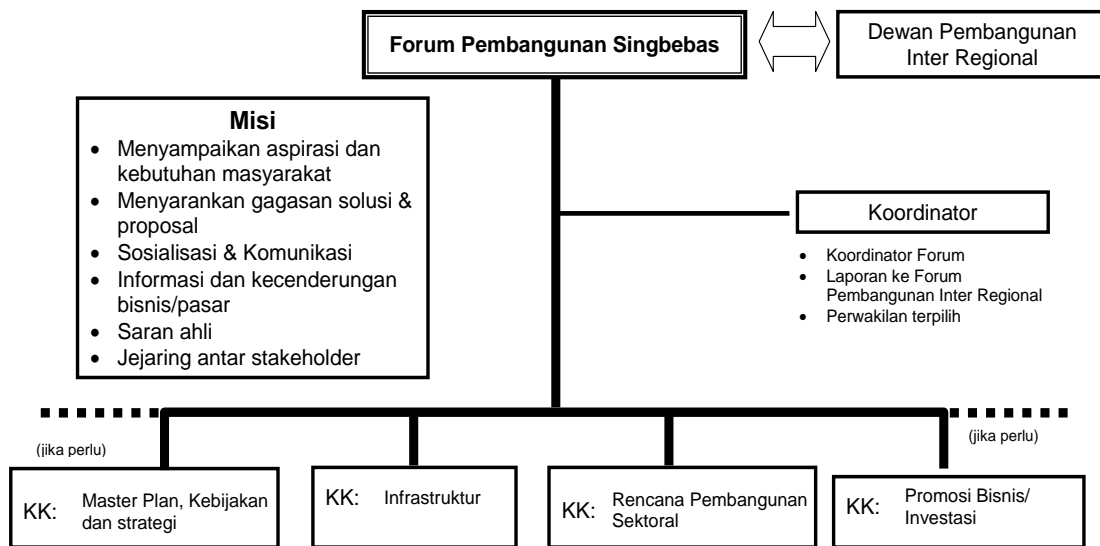 Forum Pembangunan Singbebas
Dewan Pembangunan
Inter Regional
Misi
• Menyampaikan aspirasi dan
kebutuhan masyarakat
• Menyarankan gagasan solusi &
proposal
• Sosialisasi & Komunikasi
• Informasi dan kecenderungan
bisnis/pasar
• Saran ahli
• Jejaring antar stakeholder
Koordinator
• Koordinator Forum
• Laporan ke Forum
Pembangunan Inter Regional
• Perwakilan terpilih
(jika perlu)
(jika perlu)
KK: Master Plan, Kebijakan
dan strategi
KK: Infrastruktur
KK: Rencana Pembangunan
Sektoral
KK: Promosi Bisnis/
Investasi